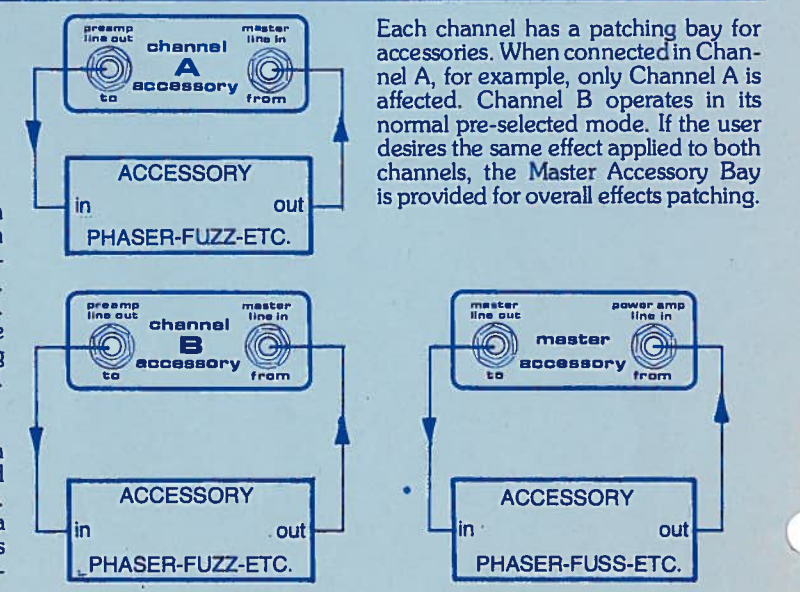 preamp
line out
master
line in
channel
A
accessory
to
from
ACCESSORY
in
out
PHASER-FUZZ-ETC.
Each channel has a patching bay for
accessories. When connected in Chan-
nel A, for example, only Channel A is
affected. Channel B operates in its
normal pre-selected mode. If the user
desires the same effect applied to both
channels, the Master Accessory Bay
is provided for overall effects patching.
preamp
line out
master
line in
channel
B
accessory
to
from
ACCESSORY
in
out
PHASER-FUZZ-ETC.
master
line out
power amp
line in
master
accessory
to
from
ACCESSORY
in
out
PHASER-FUSS-ETC.